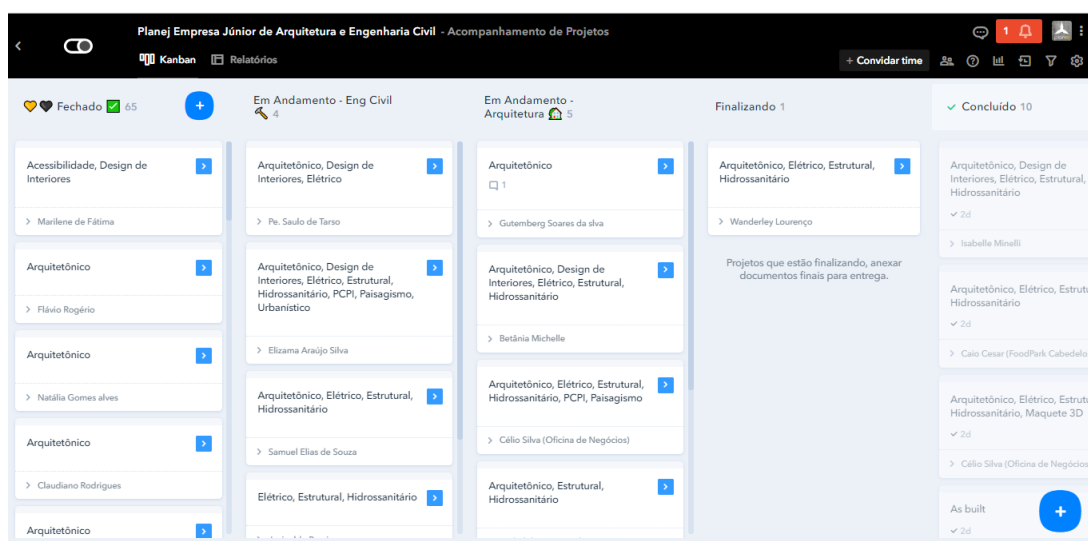 Planej Empresa Júnior de Arquitetura e Engenharia Civil - Acompanhamento de Projetos
1
Kanban
Relatórios
+ Convidar time
Fechado 65
+
Em Andamento - Eng Civil
4
Em Andamento -
Arquitetura 5
Finalizando 1
Concluído 10
Acessibilidade, Design de
Interiores
Marilene de Fátima
Arquitetônico
Flávio Rogério
Arquitetônico
Natália Gomes alves
Arquitetônico
Claudiano Rodrigues
Arquitetônico
Arquitetônico, Design de
Interiores, Elétrico
Pe. Saulo de Tarso
Arquitetônico, Design de
Interiores, Elétrico, Estrutural,
Hidrossanitário, PCPI, Paisagismo,
Urbanístico
Elizama Araújo Silva
Arquitetônico, Elétrico, Estrutural,
Hidrossanitário
Samuel Elias de Souza
Elétrico, Estrutural, Hidrossanitário
Arquitetônico
1
Gutemberg Soares da slva
Arquitetônico, Design de
Interiores, Elétrico, Estrutural,
Hidrossanitário
Betânia Michelle
Arquitetônico, Elétrico, Estrutural,
Hidrossanitário, PCPI, Paisagismo
Célio Silva (Oficina de Negócios)
Arquitetônico, Estrutural,
Hidrossanitário
Arquitetônico, Elétrico, Estrutural,
Hidrossanitário
Wanderley Lourenço
Projetos que estão finalizando, anexar
documentos finais para entrega.
Arquitetônico, Design de
Interiores, Elétrico, Estrutural,
Hidrossanitário
2d
Isabelle Minelli
Arquitetônico, Elétrico, Estrutu
Hidrossanitário
2d
Caio Cesar (FoodPark Cabedelo
Arquitetônico, Elétrico, Estrutu
Hidrossanitário, Maquete 3D
2d
Célio Silva (Oficina de Negócios
As built
2d
+